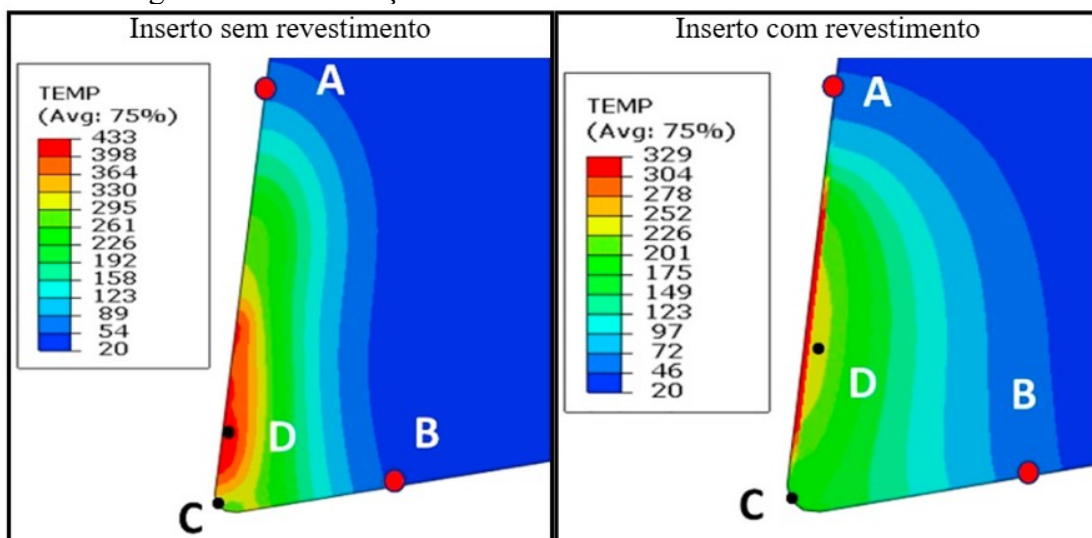 Inserto sem revestimento
TEMP
(Avg: 75%)
433
398
364
330
295
261
226
192
158
123
89
54
20
A
D
B
C
Inserto com revestimento
TEMP
(Avg: 75%)
329
304
278
252
226
201
175
149
123
97
72
46
20
A
D
B
C